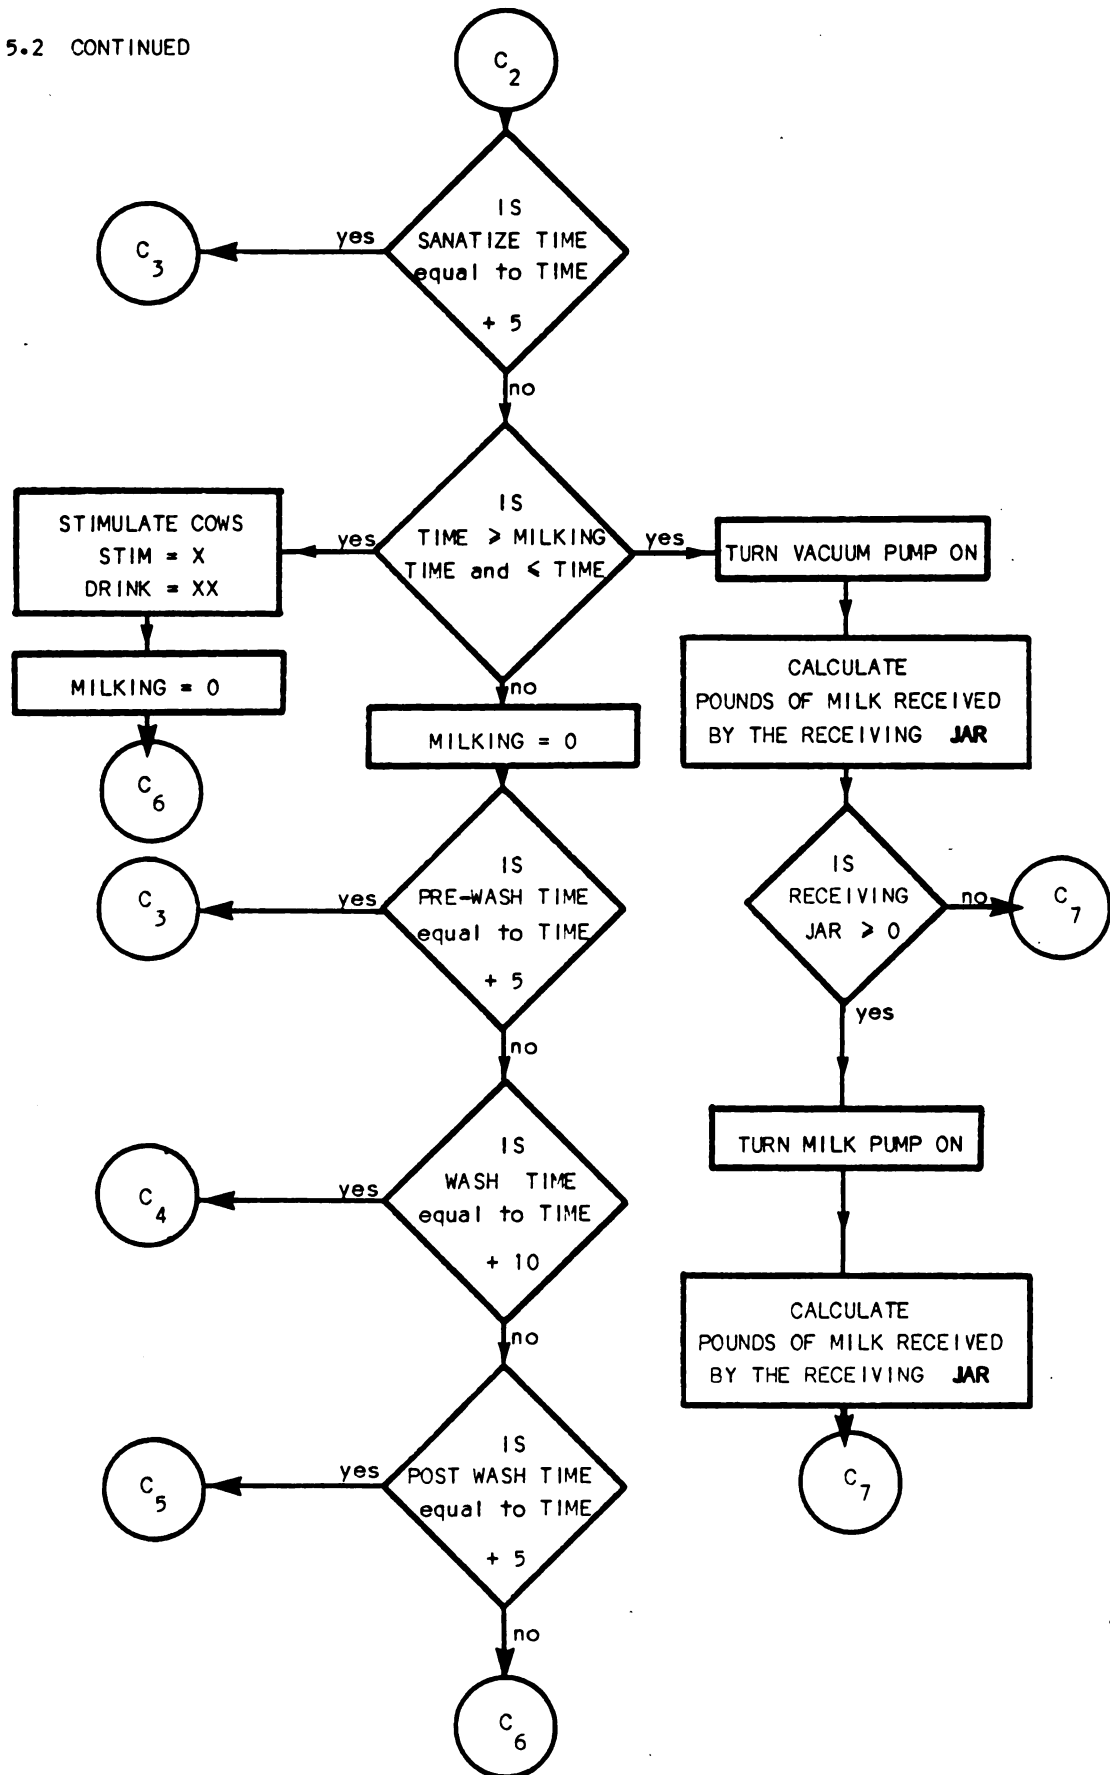 5.2 CONTINUED
C2
IS
SANATIZE TIME
equal to TIME
+ 5
yes
C3
no
IS
TIME ⩾ MILKING
TIME and ⩽ TIME
yes
STIMULATE COWS
STIM = X
DRINK = XX
MILKING = 0
C6
yes
TURN VACUUM PUMP ON
CALCULATE
POUNDS OF MILK RECEIVED
BY THE RECEIVING JAR
IS
RECEIVING
JAR ⩾ 0
no
C7
yes
TURN MILK PUMP ON
CALCULATE
POUNDS OF MILK RECEIVED
BY THE RECEIVING JAR
C7
no
MILKING = 0
IS
PRE-WASH TIME
equal to TIME
+ 5
yes
C3
no
IS
WASH TIME
equal to TIME
+ 10
yes
C4
no
IS
POST WASH TIME
equal to TIME
+ 5
yes
C5
no
C6